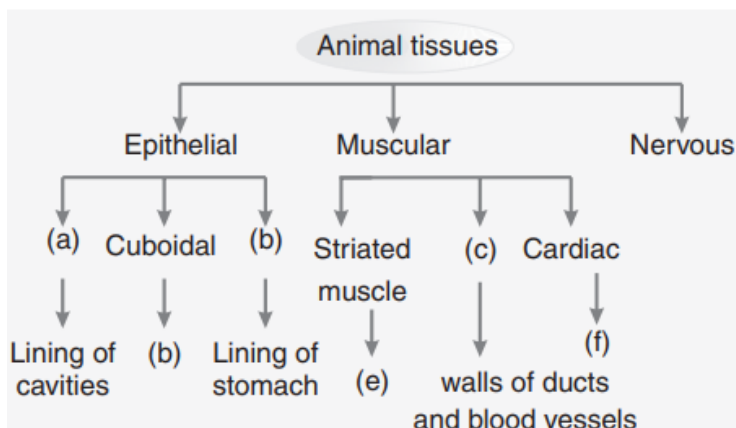 Animal tissues
Epithelial Muscular Nervous
(a) Cuboidal (b) Striated muscle (c) Cardiac
Lining of cavities (b) Lining of stomach (e) walls of ducts and blood vessels (f)